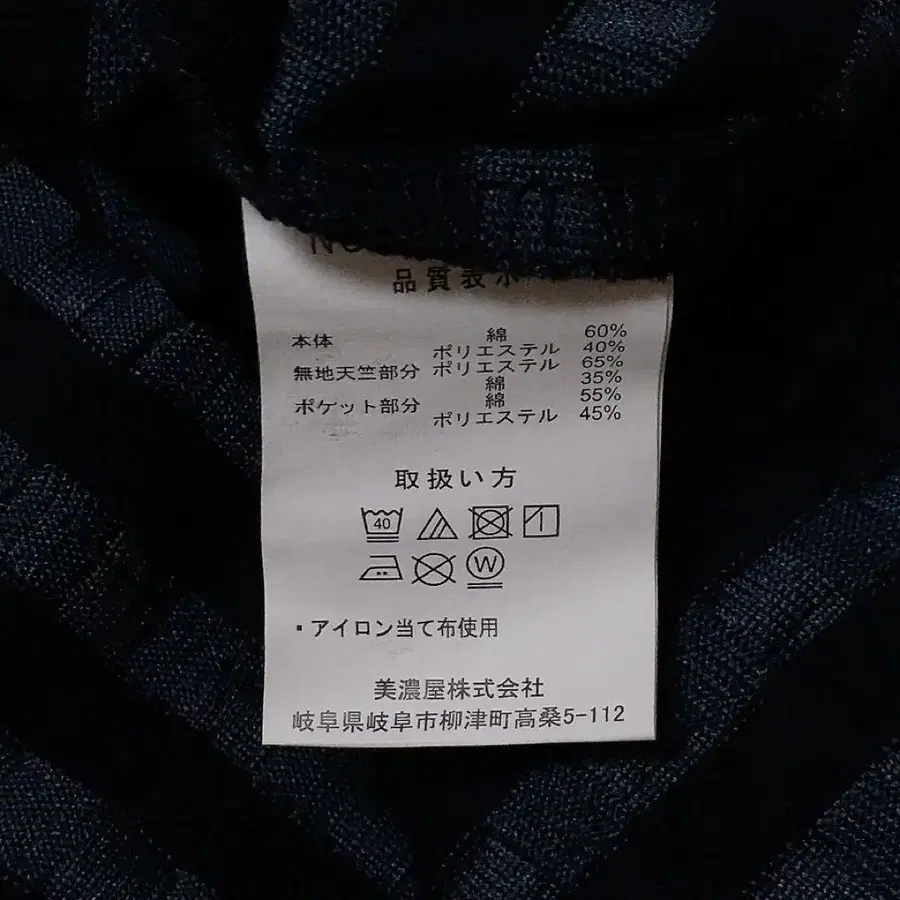 品質表示
本体 綿 60%
ポリエステル 40%
無地天竺部分 ポリエステル 65%
綿 35%
ポケット部分 綿 55%
ポリエステル 45%
取扱い方
40
W
・アイロン当て布使用
美濃屋株式会社
岐阜県岐阜市柳津町高桑5-112